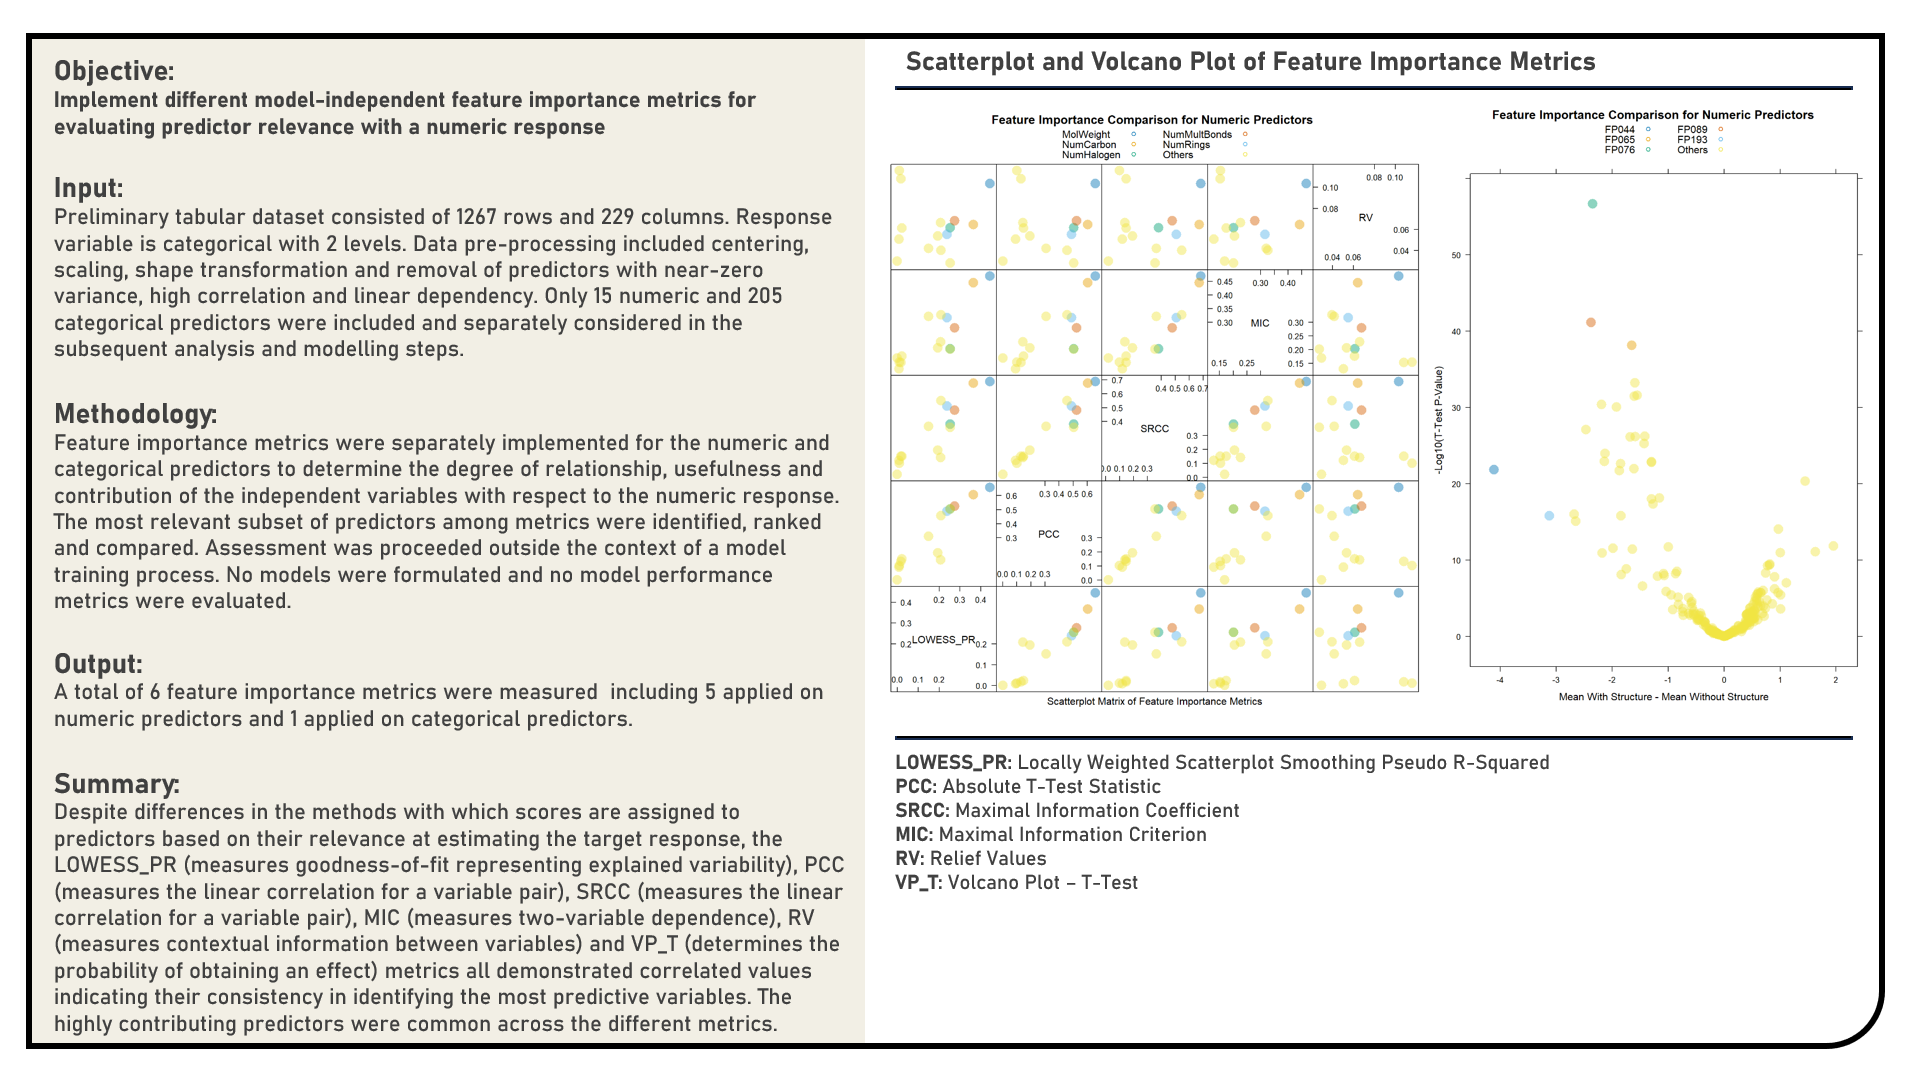 Objective:
Implement different model-independent feature importance metrics for
evaluating predictor relevance with a numeric response
Input:
Preliminary tabular dataset consisted of 1267 rows and 229 columns. Response
variable is categorical with 2 levels. Data pre-processing included centering,
scaling, shape transformation and removal of predictors with near-zero
variance, high correlation and linear dependency. Only 15 numeric and 205
categorical predictors were included and separately considered in the
subsequent analysis and modelling steps.
Methodology:
Feature importance metrics were separately implemented for the numeric and
categorical predictors to determine the degree of relationship, usefulness and
contribution of the independent variables with respect to the numeric response.
The most relevant subset of predictors among metrics were identified, ranked
and compared. Assessment was proceeded outside the context of a model
training process. No models were formulated and no model performance
metrics were evaluated.
Output:
A total of 6 feature importance metrics were measured  including 5 applied on
numeric predictors and 1 applied on categorical predictors.
Summary:
Despite differences in the methods with which scores are assigned to
predictors based on their relevance at estimating the target response, the
LOWESS_PR (measures goodness-of-fit representing explained variability), PCC
(measures the linear correlation for a variable pair), SRCC (measures the linear
correlation for a variable pair), MIC (measures two-variable dependence), RV
(measures contextual information between variables) and VP_T (determines the
probability of obtaining an effect) metrics all demonstrated correlated values
indicating their consistency in identifying the most predictive variables. The
highly contributing predictors were common across the different metrics.
Scatterplot and Volcano Plot of Feature Importance Metrics
Feature Importance Comparison for Numeric Predictors
MolWeight NumMultBonds
NumCarbon NumRings
NumHalogen Others
0.08 0.10
0.10
0.08
RV
0.06
0.04
0.04 0.06
0.45 0.30 0.40
0.40
0.35
0.30 MIC 0.30
0.25
0.20
0.15
0.15 0.25
0.7 0.4 0.5 0.6 0.7
0.6
0.5
0.4
SRCC
0.3
0.2
0.1
0.0
0.0 0.1 0.2 0.3
0.3 0.4 0.5 0.6
0.6
0.5
0.4
0.3 PCC 0.3
0.2
0.1
0.0
0.0 0.1 0.2 0.3
0.2 0.3 0.4
0.4
0.3
0.2 LOWESS_PR 0.2
0.1
0.0
0.0 0.1 0.2
Scatterplot Matrix of Feature Importance Metrics
Feature Importance Comparison for Numeric Predictors
FP044 FP089
FP065 FP193
FP076 Others
-Log10(T-Test P-Value)
50
40
30
20
10
0
-4 -3 -2 -1 0 1 2
Mean With Structure - Mean Without Structure
LOWESS_PR: Locally Weighted Scatterplot Smoothing Pseudo R-Squared
PCC: Absolute T-Test Statistic
SRCC: Maximal Information Coefficient
MIC: Maximal Information Criterion
RV: Relief Values
VP_T: Volcano Plot – T-Test